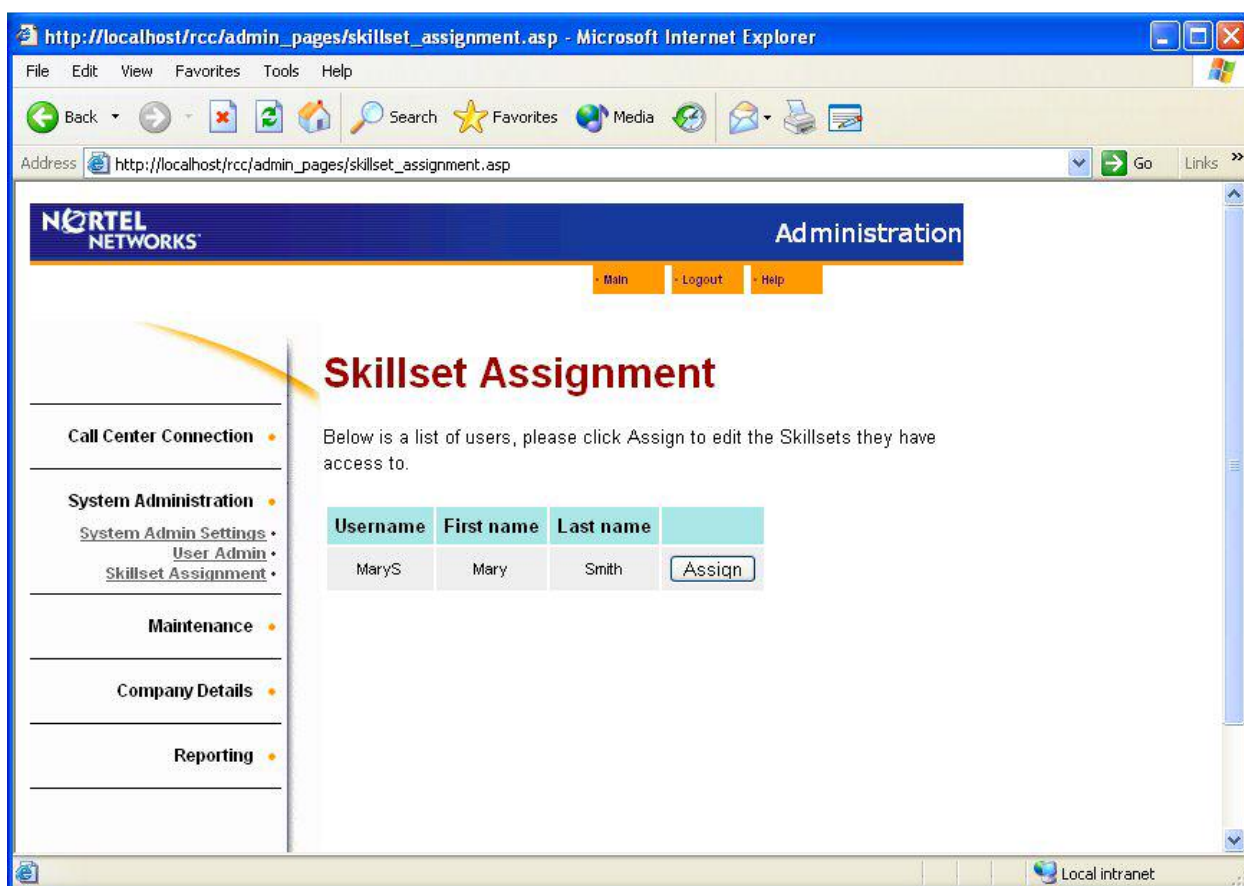 http://localhost/rcc/admin_pages/skillset_assignment.asp - Microsoft Internet Explorer
File Edit View Favorites Tools Help
Back Search Favorites Media
Address http://localhost/rcc/admin_pages/skillset_assignment.asp Go Links »
NORTEL
NETWORKS
Administration
Main Logout Help
Skillset Assignment
Call Center Connection
Below is a list of users, please click Assign to edit the Skillsets they have
access to.
System Administration
System Admin Settings
User Admin
Skillset Assignment
Username First name Last name
MaryS Mary Smith Assign
Maintenance
Company Details
Reporting
Local intranet